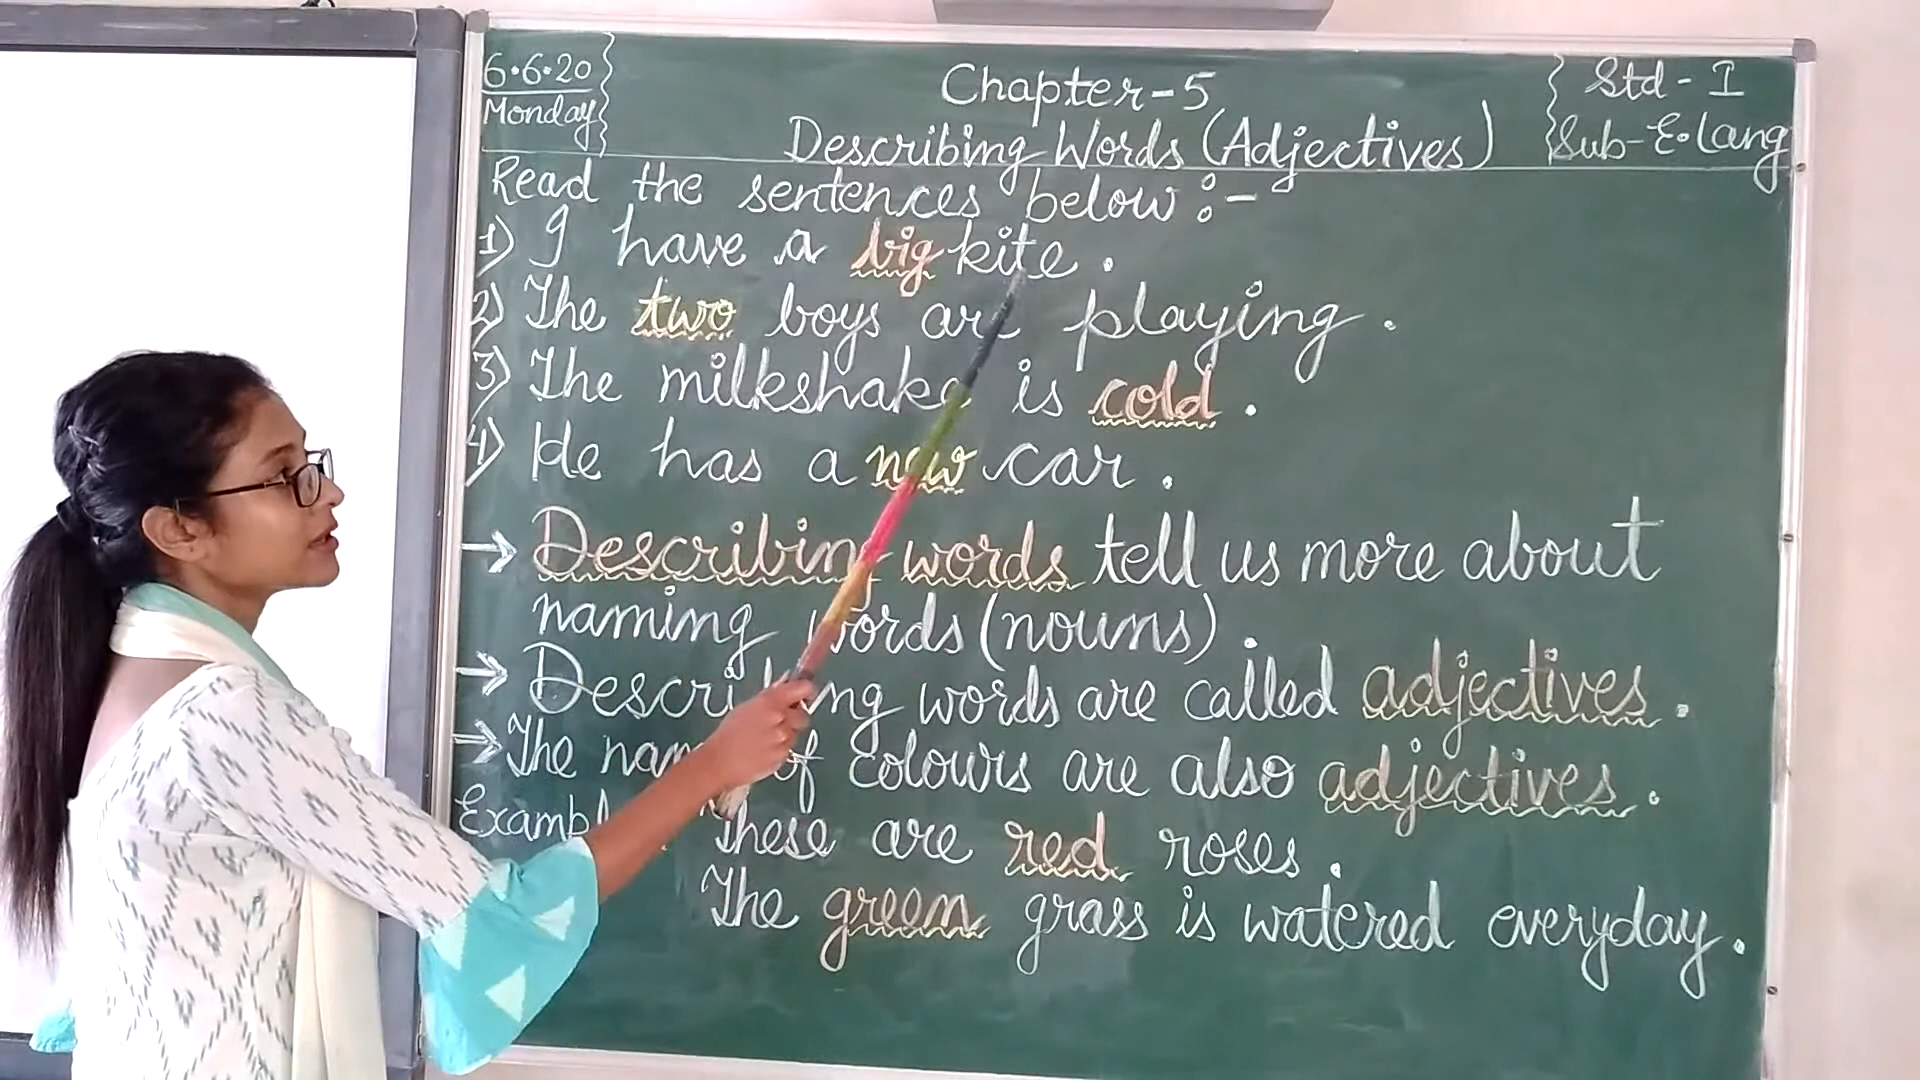 6.6.20
Monday
Chapter-5
Describing Words (Adjectives)
Std - I
Sub-E.Lang
Read the sentences below :-
1) I have a big kite.
2) The two boys are playing.
3) The milkshake is cold.
4) He has a new car.
→ Describing words tell us more about
naming words (nouns).
→ Describing words are called adjectives.
→ The name of colours are also adjectives.
These are red roses.
The green grass is watered everyday.